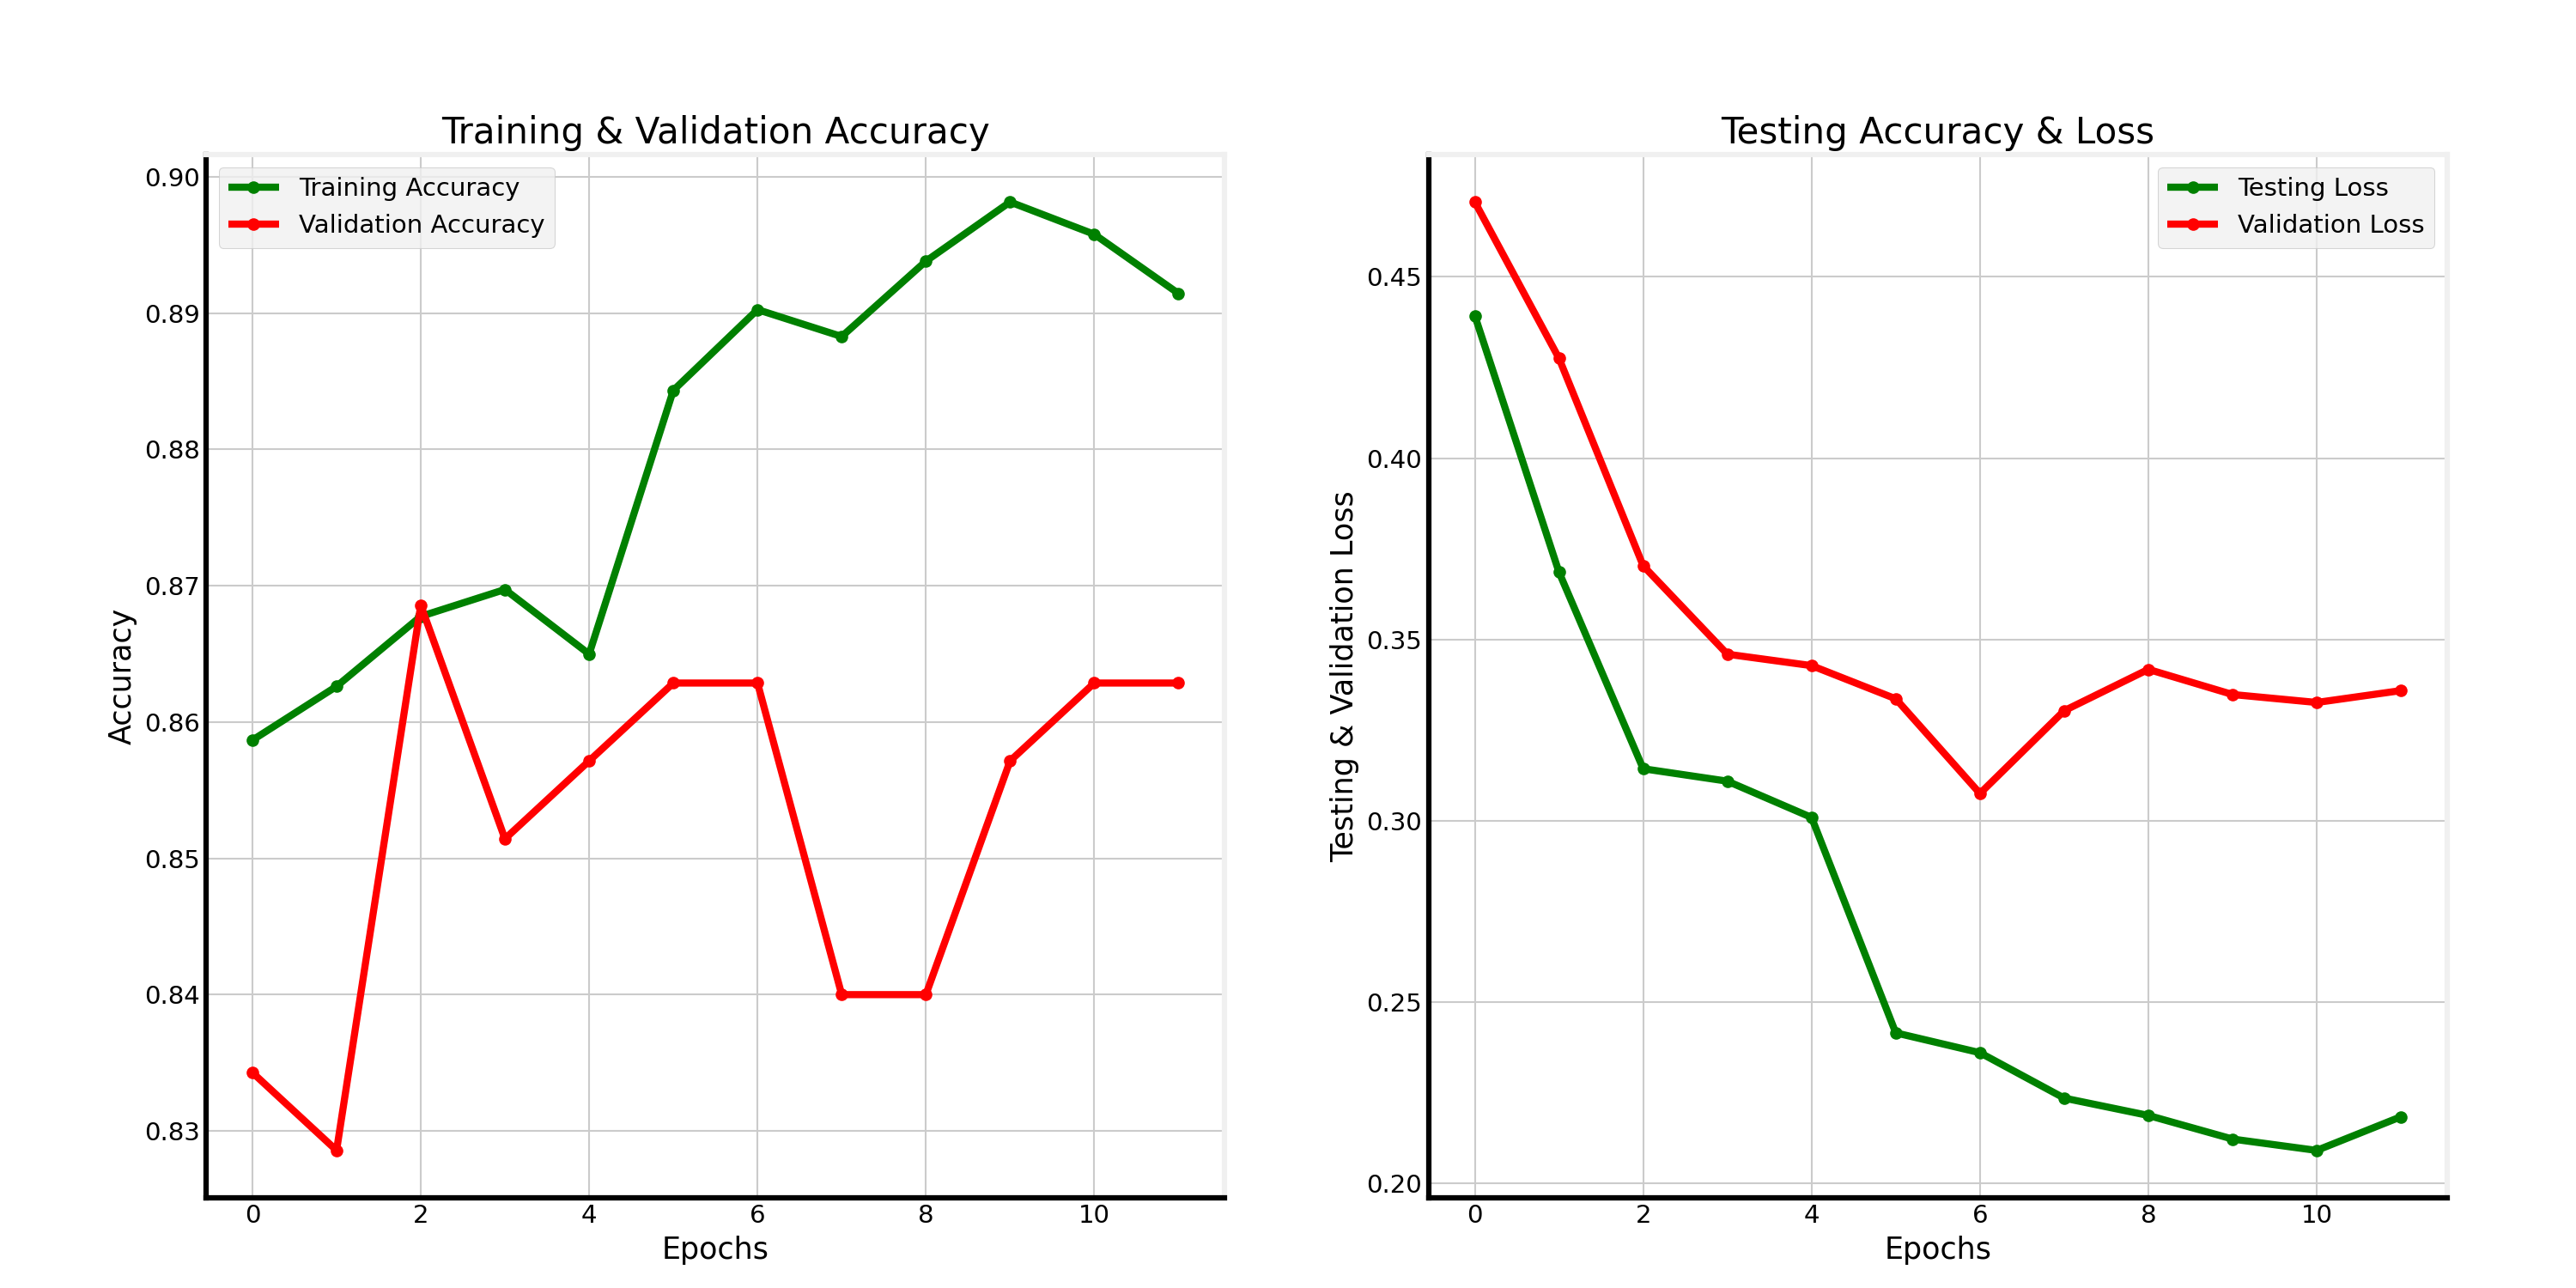 Training & Validation Accuracy
Training Accuracy
Validation Accuracy
0.90
0.89
0.88
0.87
0.86
0.85
0.84
0.83
Accuracy
0 2 4 6 8 10
Epochs
Testing Accuracy & Loss
Testing Loss
Validation Loss
0.45
0.40
0.35
0.30
0.25
0.20
Testing & Validation Loss
0 2 4 6 8 10
Epochs